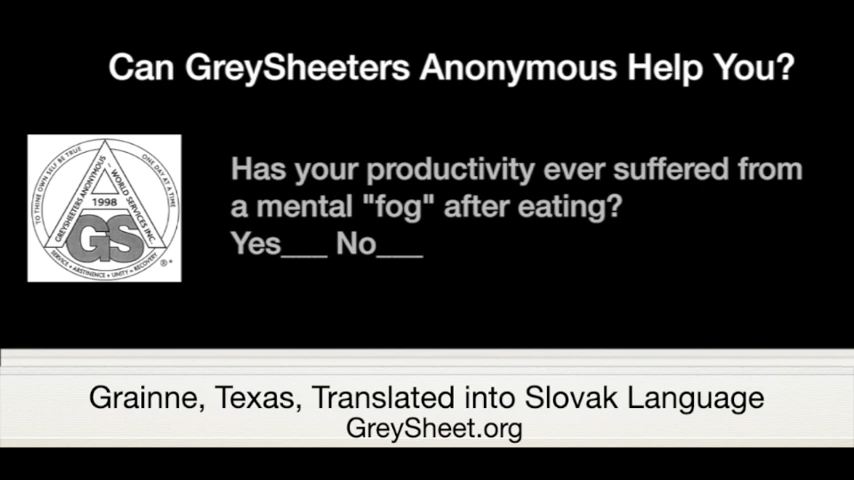 Can GreySheeters Anonymous Help You?
TO THINE OWN SELF BE TRUE
ONE DAY AT A TIME
GREYSHEETERS ANONYMOUS
WORLD SERVICES INC.
1998
GS
SERVICE • ABSTINENCE • UNITY • RECOVERY
®
Has your productivity ever suffered from
a mental "fog" after eating?
Yes___ No___
Grainne, Texas, Translated into Slovak Language
GreySheet.org